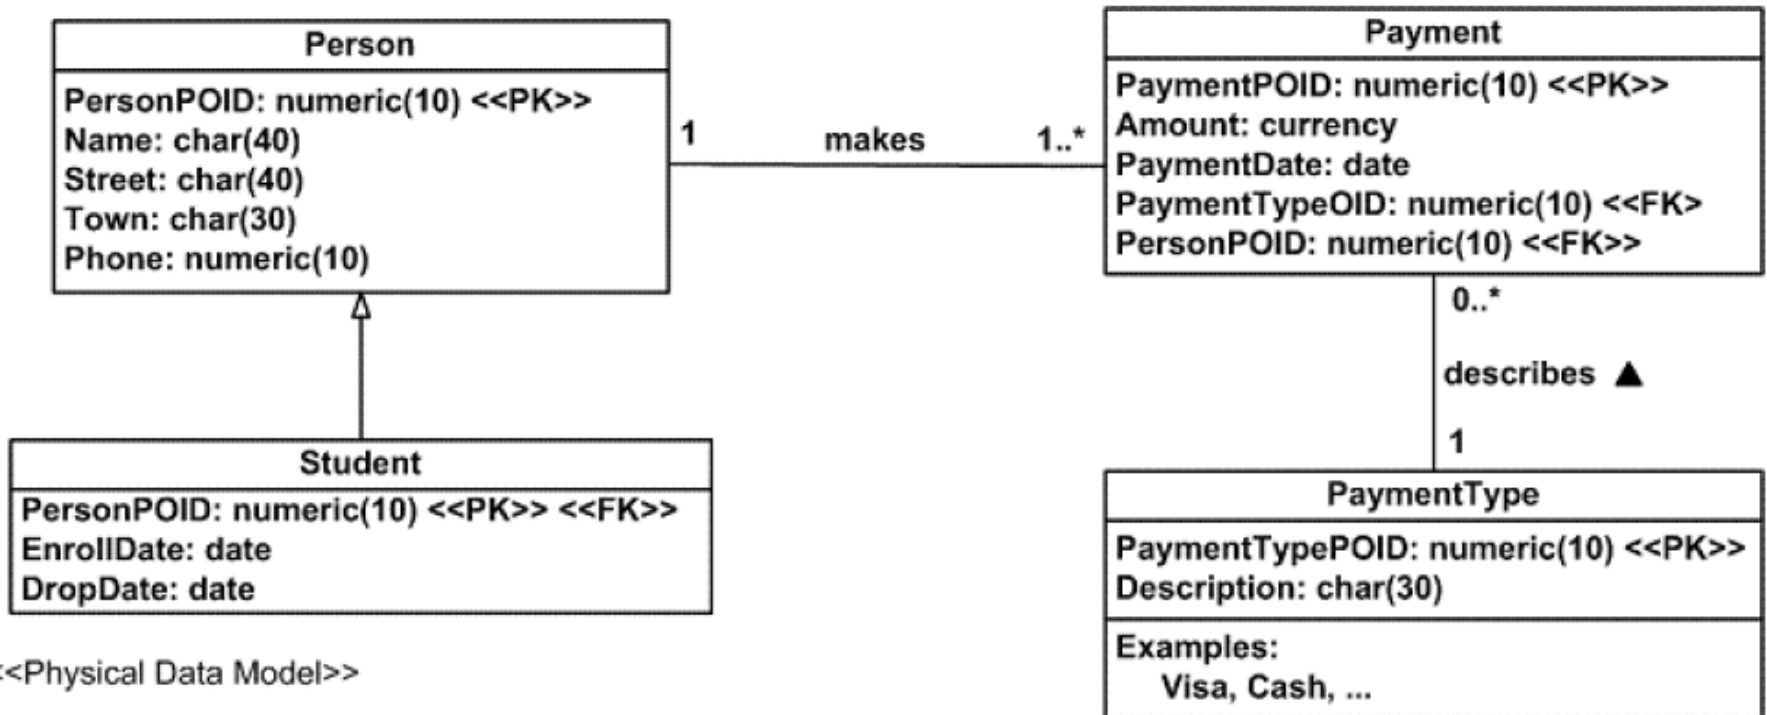 Person
PersonPOID: numeric(10) <<PK>>
Name: char(40)
Street: char(40)
Town: char(30)
Phone: numeric(10)
1 makes 1..*
Payment
PaymentPOID: numeric(10) <<PK>>
Amount: currency
PaymentDate: date
PaymentTypeOID: numeric(10) <<FK>
PersonPOID: numeric(10) <<FK>>
0..*
describes ▲
1
Student
PersonPOID: numeric(10) <<PK>> <<FK>>
EnrollDate: date
DropDate: date
PaymentType
PaymentTypePOID: numeric(10) <<PK>>
Description: char(30)
Examples:
Visa, Cash, ...
<<Physical Data Model>>